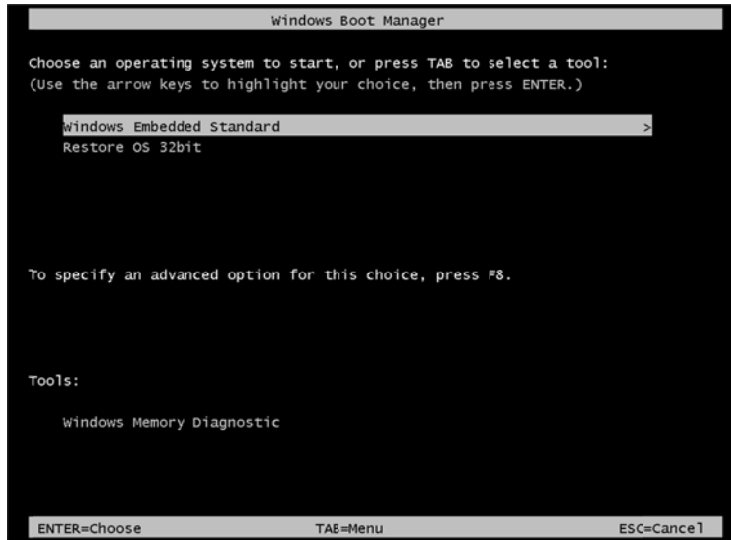 Windows Boot Manager
Choose an operating system to start, or press TAB to select a tool:
(Use the arrow keys to highlight your choice, then press ENTER.)
Windows Embedded Standard >
Restore OS 32bit
To specify an advanced option for this choice, press F8.
Tools:
Windows Memory Diagnostic
ENTER=Choose TAB=Menu ESC=Cancel